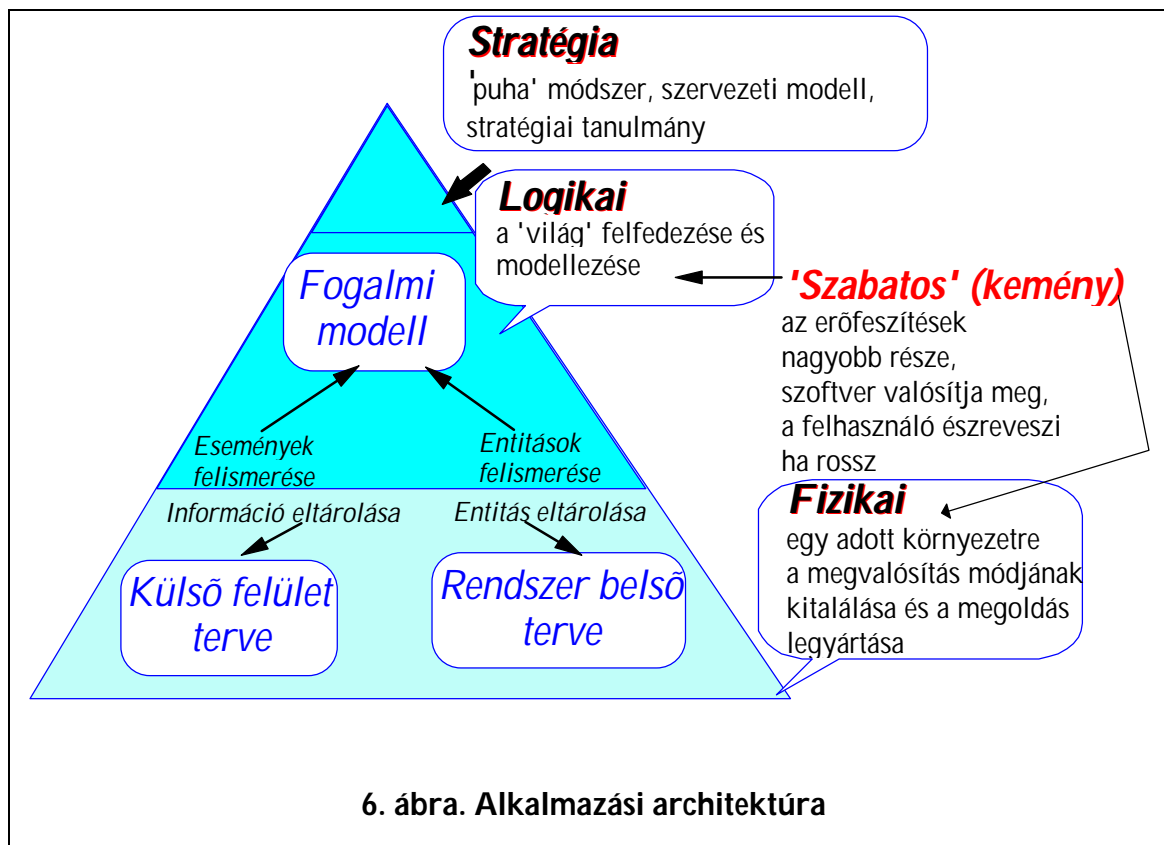 Stratégia
'puha' módszer, szervezeti modell,
stratégiai tanulmány
Logikai
a 'világ' felfedezése és
modellezése
Fogalmi
modell
'Szabatos' (kemény)
az erõfeszítések
nagyobb része,
szoftver valósítja meg,
a felhasználó észreveszi
ha rossz
Események
felismerése
Entitások
felismerése
Információ eltárolása
Entitás eltárolása
Fizikai
egy adott környezetre
a megvalósítás módjának
kitalálása és a megoldás
legyártása
Külsõ felület
terve
Rendszer belsõ
terve
6. ábra. Alkalmazási architektúra